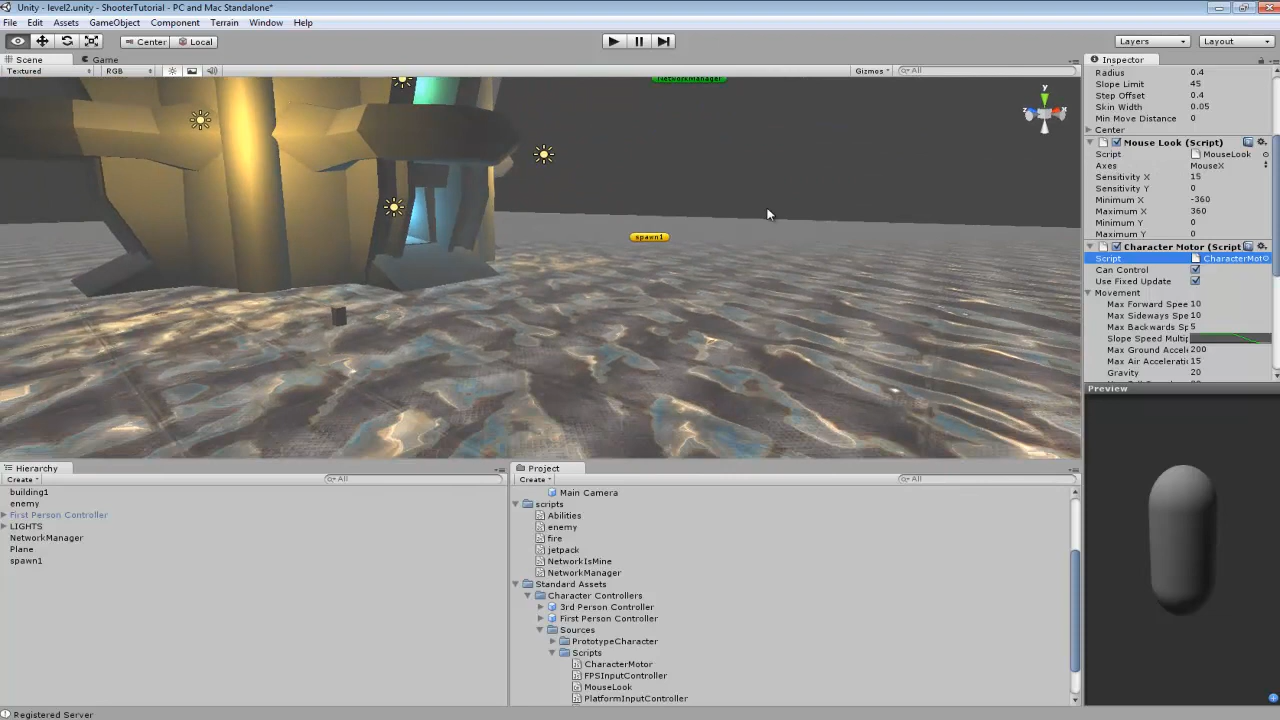 Unity - level2.unity - ShooterTutorial - PC and Mac Standalone*
File Edit Assets GameObject Component Terrain Window Help
Center Local Layers Layout
Scene Game
Textured RGB Gizmos All
NetworkManager
spawn1
y
x
z
Inspector
Radius 0.4
Slope Limit 45
Step Offset 0.4
Skin Width 0.05
Min Move Distance 0
Center
Mouse Look (Script)
Script MouseLook
Axes MouseX
Sensitivity X 15
Sensitivity Y 0
Minimum X -360
Maximum X 360
Minimum Y 0
Maximum Y 0
Character Motor (Script
Script CharacterMot
Can Control
Use Fixed Update
Movement
Max Forward Spee 10
Max Sideways Spe 10
Max Backwards Sp 5
Slope Speed Multip
Max Ground Accele 200
Max Air Accelerati 15
Gravity 20
Preview
Hierarchy
Create All
building1
enemy
First Person Controller
LIGHTS
NetworkManager
Plane
spawn1
Project
Create All
Main Camera
scripts
Abilities
enemy
fire
jetpack
NetworkIsMine
NetworkManager
Standard Assets
Character Controllers
3rd Person Controller
First Person Controller
Sources
PrototypeCharacter
Scripts
CharacterMotor
FPSInputController
MouseLook
PlatformInputController
Registered Server